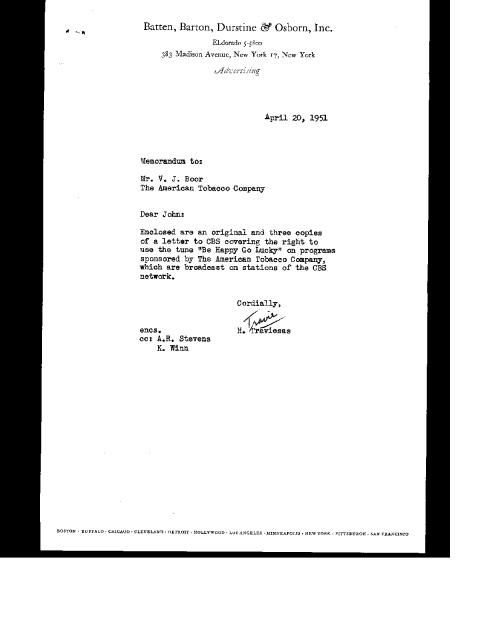 Batten, Barton, Durstine & Osborn, Inc.
ELdorado 5-5800
383 Madison Avenue, New York 17, New York
Advertising
April 20, 1951
Memorandum to:
Mr. V. J. Boor
The American Tobacco Company
Dear John:
Enclosed are an original and three copies
of a letter to CBS covering the right to
use the tune "Be Happy Go Lucky" on programs
sponsored by The American Tobacco Company,
which are broadcast on stations of the CBS
network.
Cordially,
Travie
H. Traviesas
encs.
cc: A.R. Stevens
K. Winn
BOSTON · BUFFALO · CHICAGO · CLEVELAND · DETROIT · HOLLYWOOD · LOS ANGELES · MINNEAPOLIS · NEW YORK · PITTSBURGH · SAN FRANCISCO